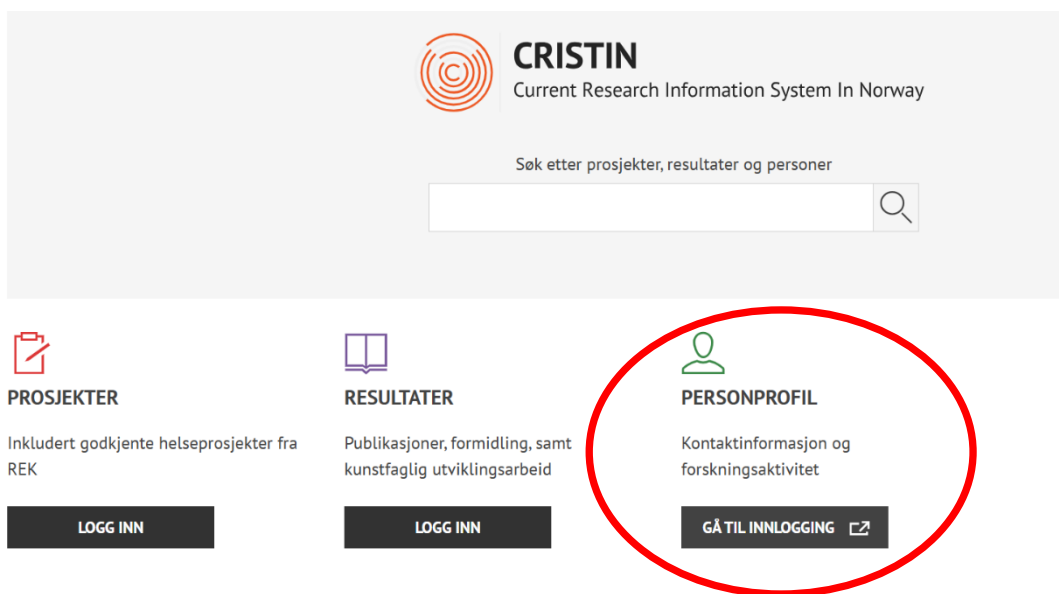 CRISTIN
Current Research Information System In Norway
Søk etter prosjekter, resultater og personer
PROSJEKTER
Inkludert godkjente helseprosjekter fra
REK
LOGG INN
RESULTATER
Publikasjoner, formidling, samt
kunstfaglig utviklingsarbeid
LOGG INN
PERSONPROFIL
Kontaktinformasjon og
forskningsaktivitet
GÅ TIL INNLOGGING